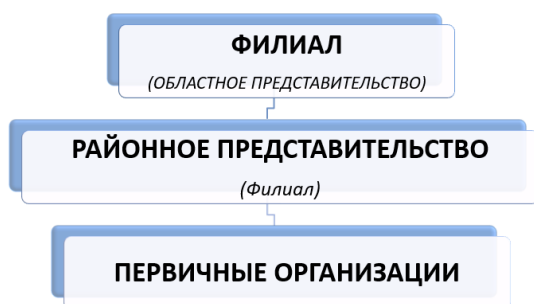 ФИЛИАЛ
(ОБЛАСТНОЕ ПРЕДСТАВИТЕЛЬСТВО)
РАЙОННОЕ ПРЕДСТАВИТЕЛЬСТВО
(Филиал)
ПЕРВИЧНЫЕ ОРГАНИЗАЦИИ